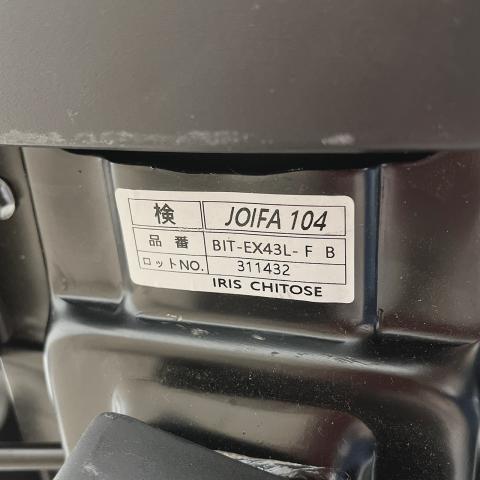 検 JOIFA 104
品番 BIT-EX43L- F B
ロットNO. 311432
IRIS CHITOSE